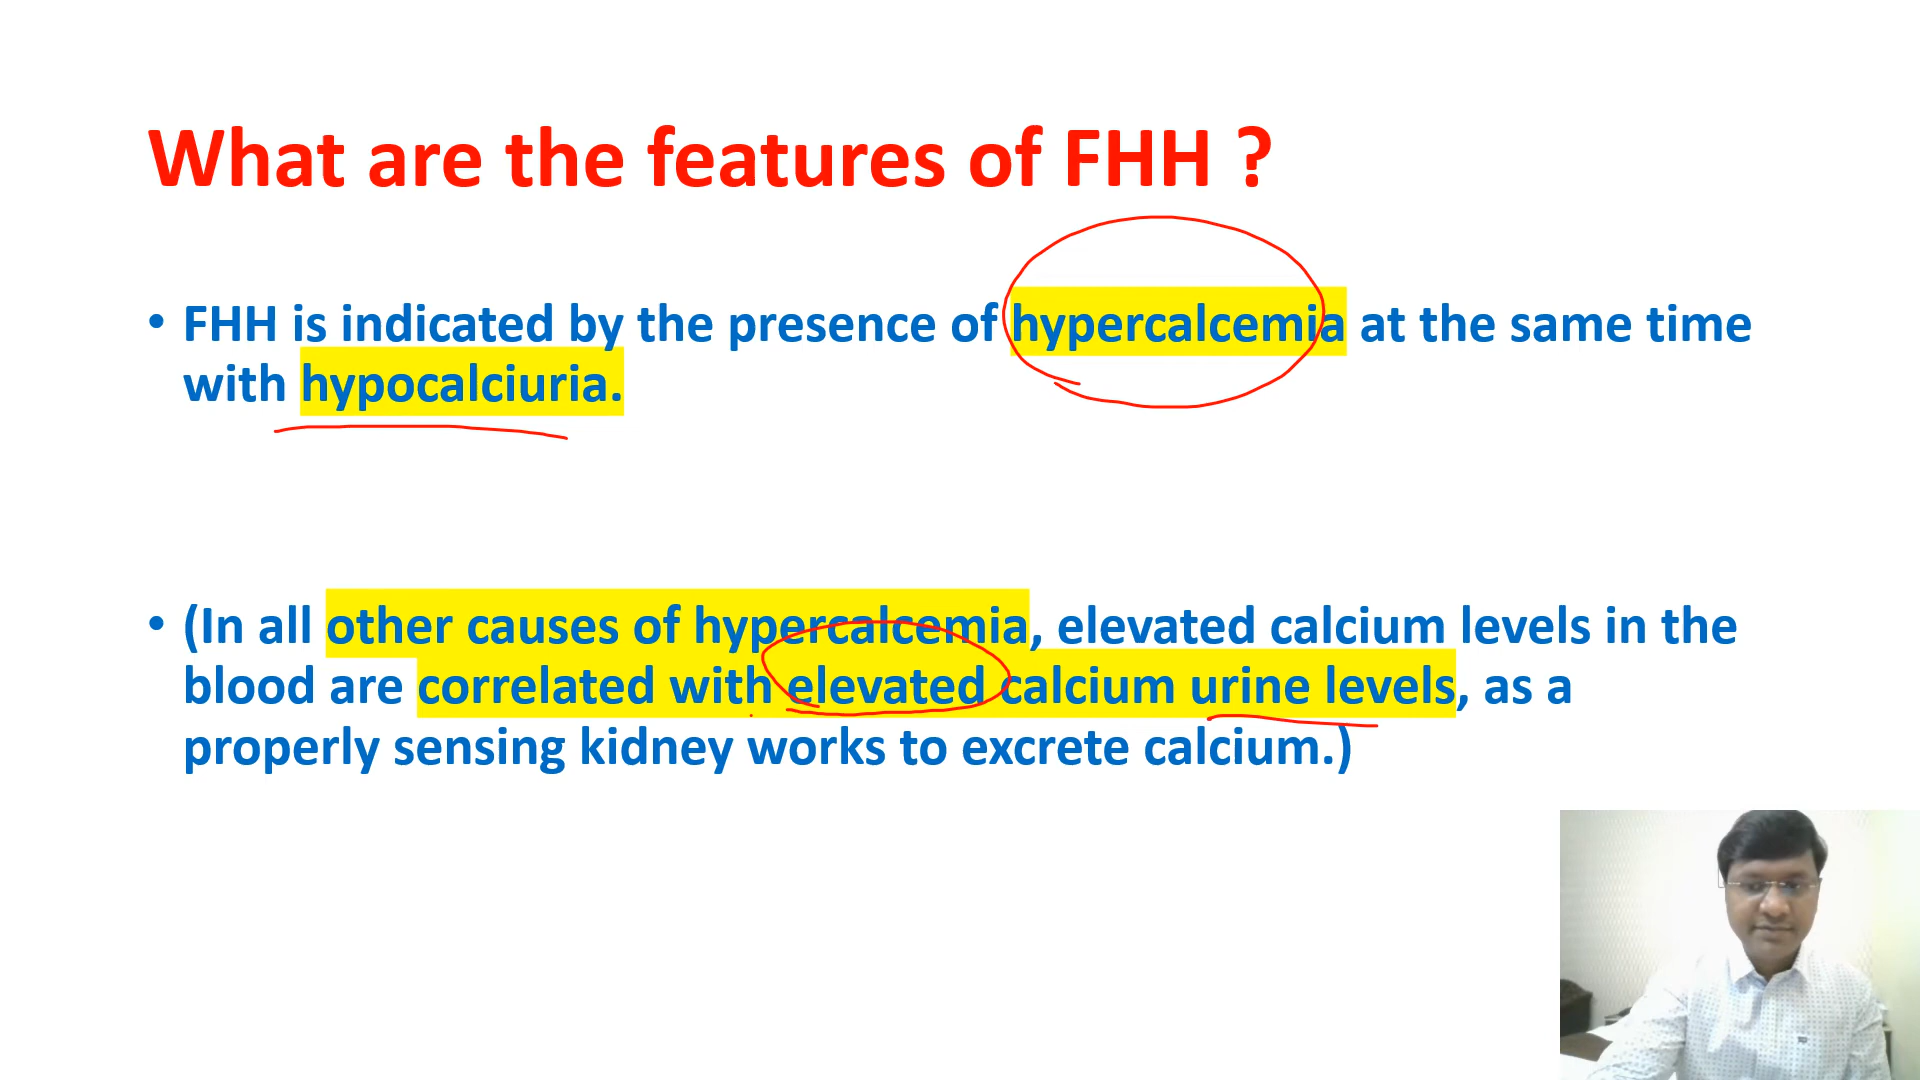 What are the features of FHH ?
• FHH is indicated by the presence of hypercalcemia at the same time
with hypocalciuria.
• (In all other causes of hypercalcemia, elevated calcium levels in the
blood are correlated with elevated calcium urine levels, as a
properly sensing kidney works to excrete calcium.)